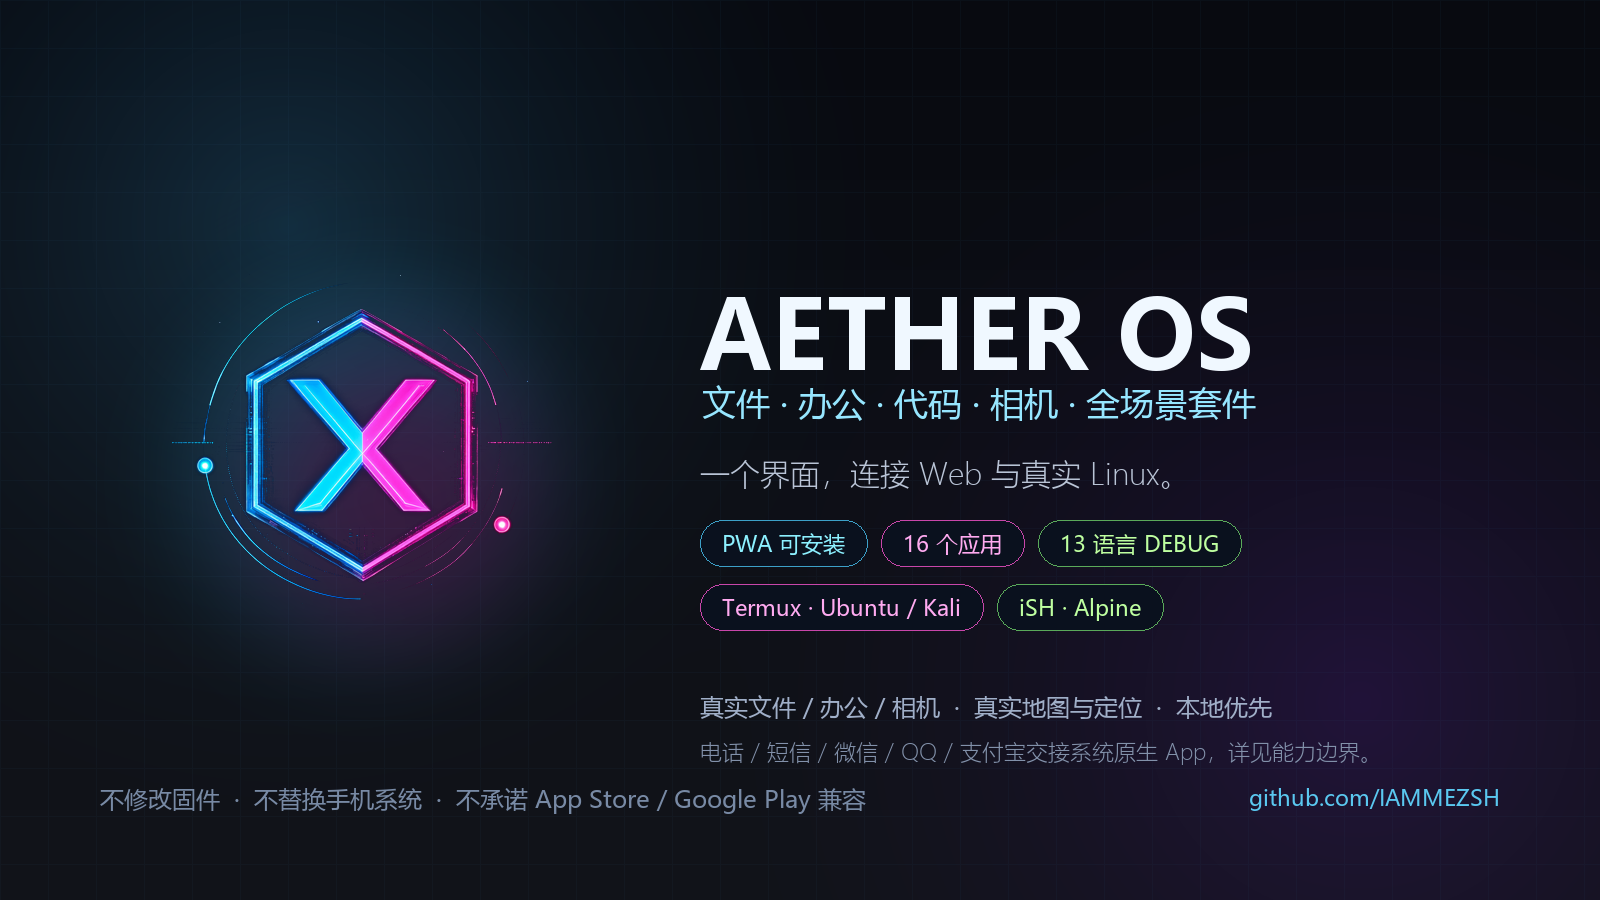 X
AETHER OS
文件 · 办公 · 代码 · 相机 · 全场景套件
一个界面，连接 Web 与真实 Linux。
PWA 可安装 16 个应用 13 语言 DEBUG
Termux · Ubuntu / Kali iSH · Alpine
真实文件 / 办公 / 相机 · 真实地图与定位 · 本地优先
电话 / 短信 / 微信 / QQ / 支付宝交接系统原生 App，详见能力边界。
不修改固件 · 不替换手机系统 · 不承诺 App Store / Google Play 兼容
github.com/IAMMEZSH